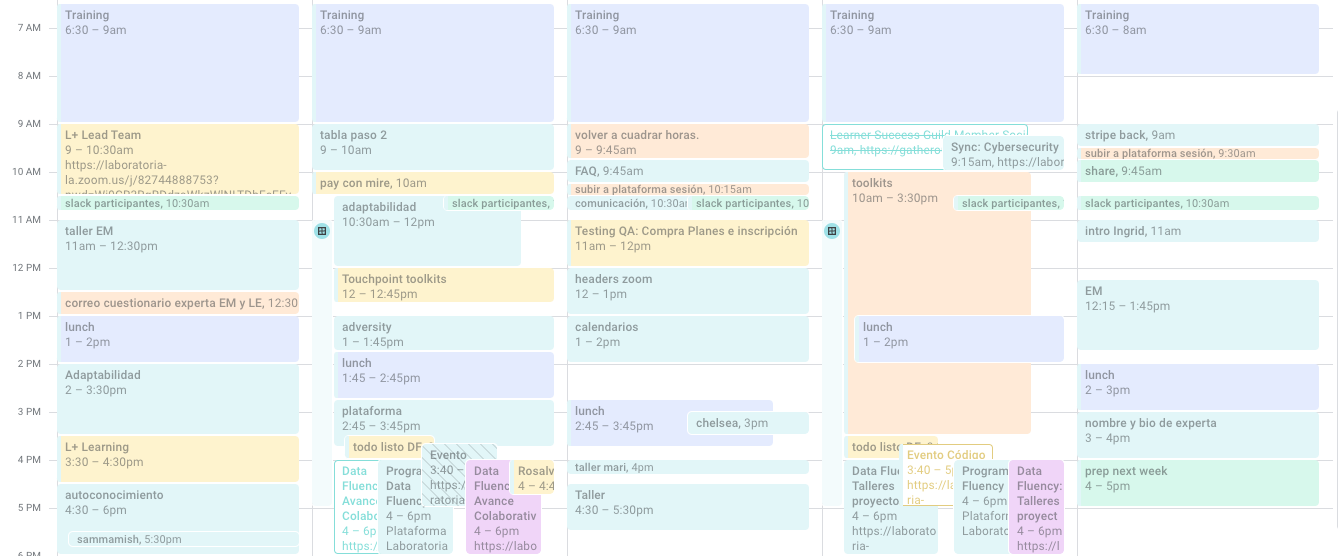 7 AM
8 AM
9 AM
10 AM
11 AM
12 PM
1 PM
2 PM
3 PM
4 PM
5 PM
6 PM
Training
6:30 – 9am
L+ Lead Team
9 – 10:30am
https://laboratoria-
la.zoom.us/j/82744888753?
slack participantes, 10:30am
taller EM
11am – 12:30pm
correo cuestionario experta EM y LE, 12:30
lunch
1 – 2pm
Adaptabilidad
2 – 3:30pm
L+ Learning
3:30 – 4:30pm
autoconocimiento
4:30 – 6pm
sammamish, 5:30pm
Training
6:30 – 9am
tabla paso 2
9 – 10am
pay con mire, 10am
adaptabilidad
10:30am – 12pm
slack participantes,
Touchpoint toolkits
12 – 12:45pm
adversity
1 – 1:45pm
lunch
1:45 – 2:45pm
plataforma
2:45 – 3:45pm
todo listo DF
Evento
3:40 –
https:/
ratoria
Data
Fluenc
Avanc
Colabo
4 – 6p
https:/
Progra
Data
Fluenc
4 – 6pm
Plataforma
Laboratoria
Data
Fluenc
Avance
Colaborativ
4 – 6pm
https://labo
Rosalv
4 – 4:4
Training
6:30 – 9am
volver a cuadrar horas.
9 – 9:45am
FAQ, 9:45am
subir a plataforma sesión, 10:15am
comunicación, 10:30a
slack participantes, 10
Testing QA: Compra Planes e inscripción
11am – 12pm
headers zoom
12 – 1pm
calendarios
1 – 2pm
lunch
2:45 – 3:45pm
chelsea, 3pm
taller mari, 4pm
Taller
4:30 – 5:30pm
Training
6:30 – 9am
Learner Success Guild Member Soci
9am, https://gathero
Sync: Cybersecurity
9:15am, https://labor
toolkits
10am – 3:30pm
slack participantes,
lunch
1 – 2pm
todo listo
Evento Código
3:40 – 5p
https://la
ria-
Data Flu
Talleres
proyecto
4 – 6pm
https://laborato
ria-
Program
4 – 6pm
Platafor
Laborato
Data
Fluency:
Talleres
proyect
4 – 6pm
https://l
Training
6:30 – 8am
stripe back, 9am
subir a plataforma sesión, 9:30am
share, 9:45am
slack participantes, 10:30am
intro Ingrid, 11am
EM
12:15 – 1:45pm
lunch
2 – 3pm
nombre y bio de experta
3 – 4pm
prep next week
4 – 5pm